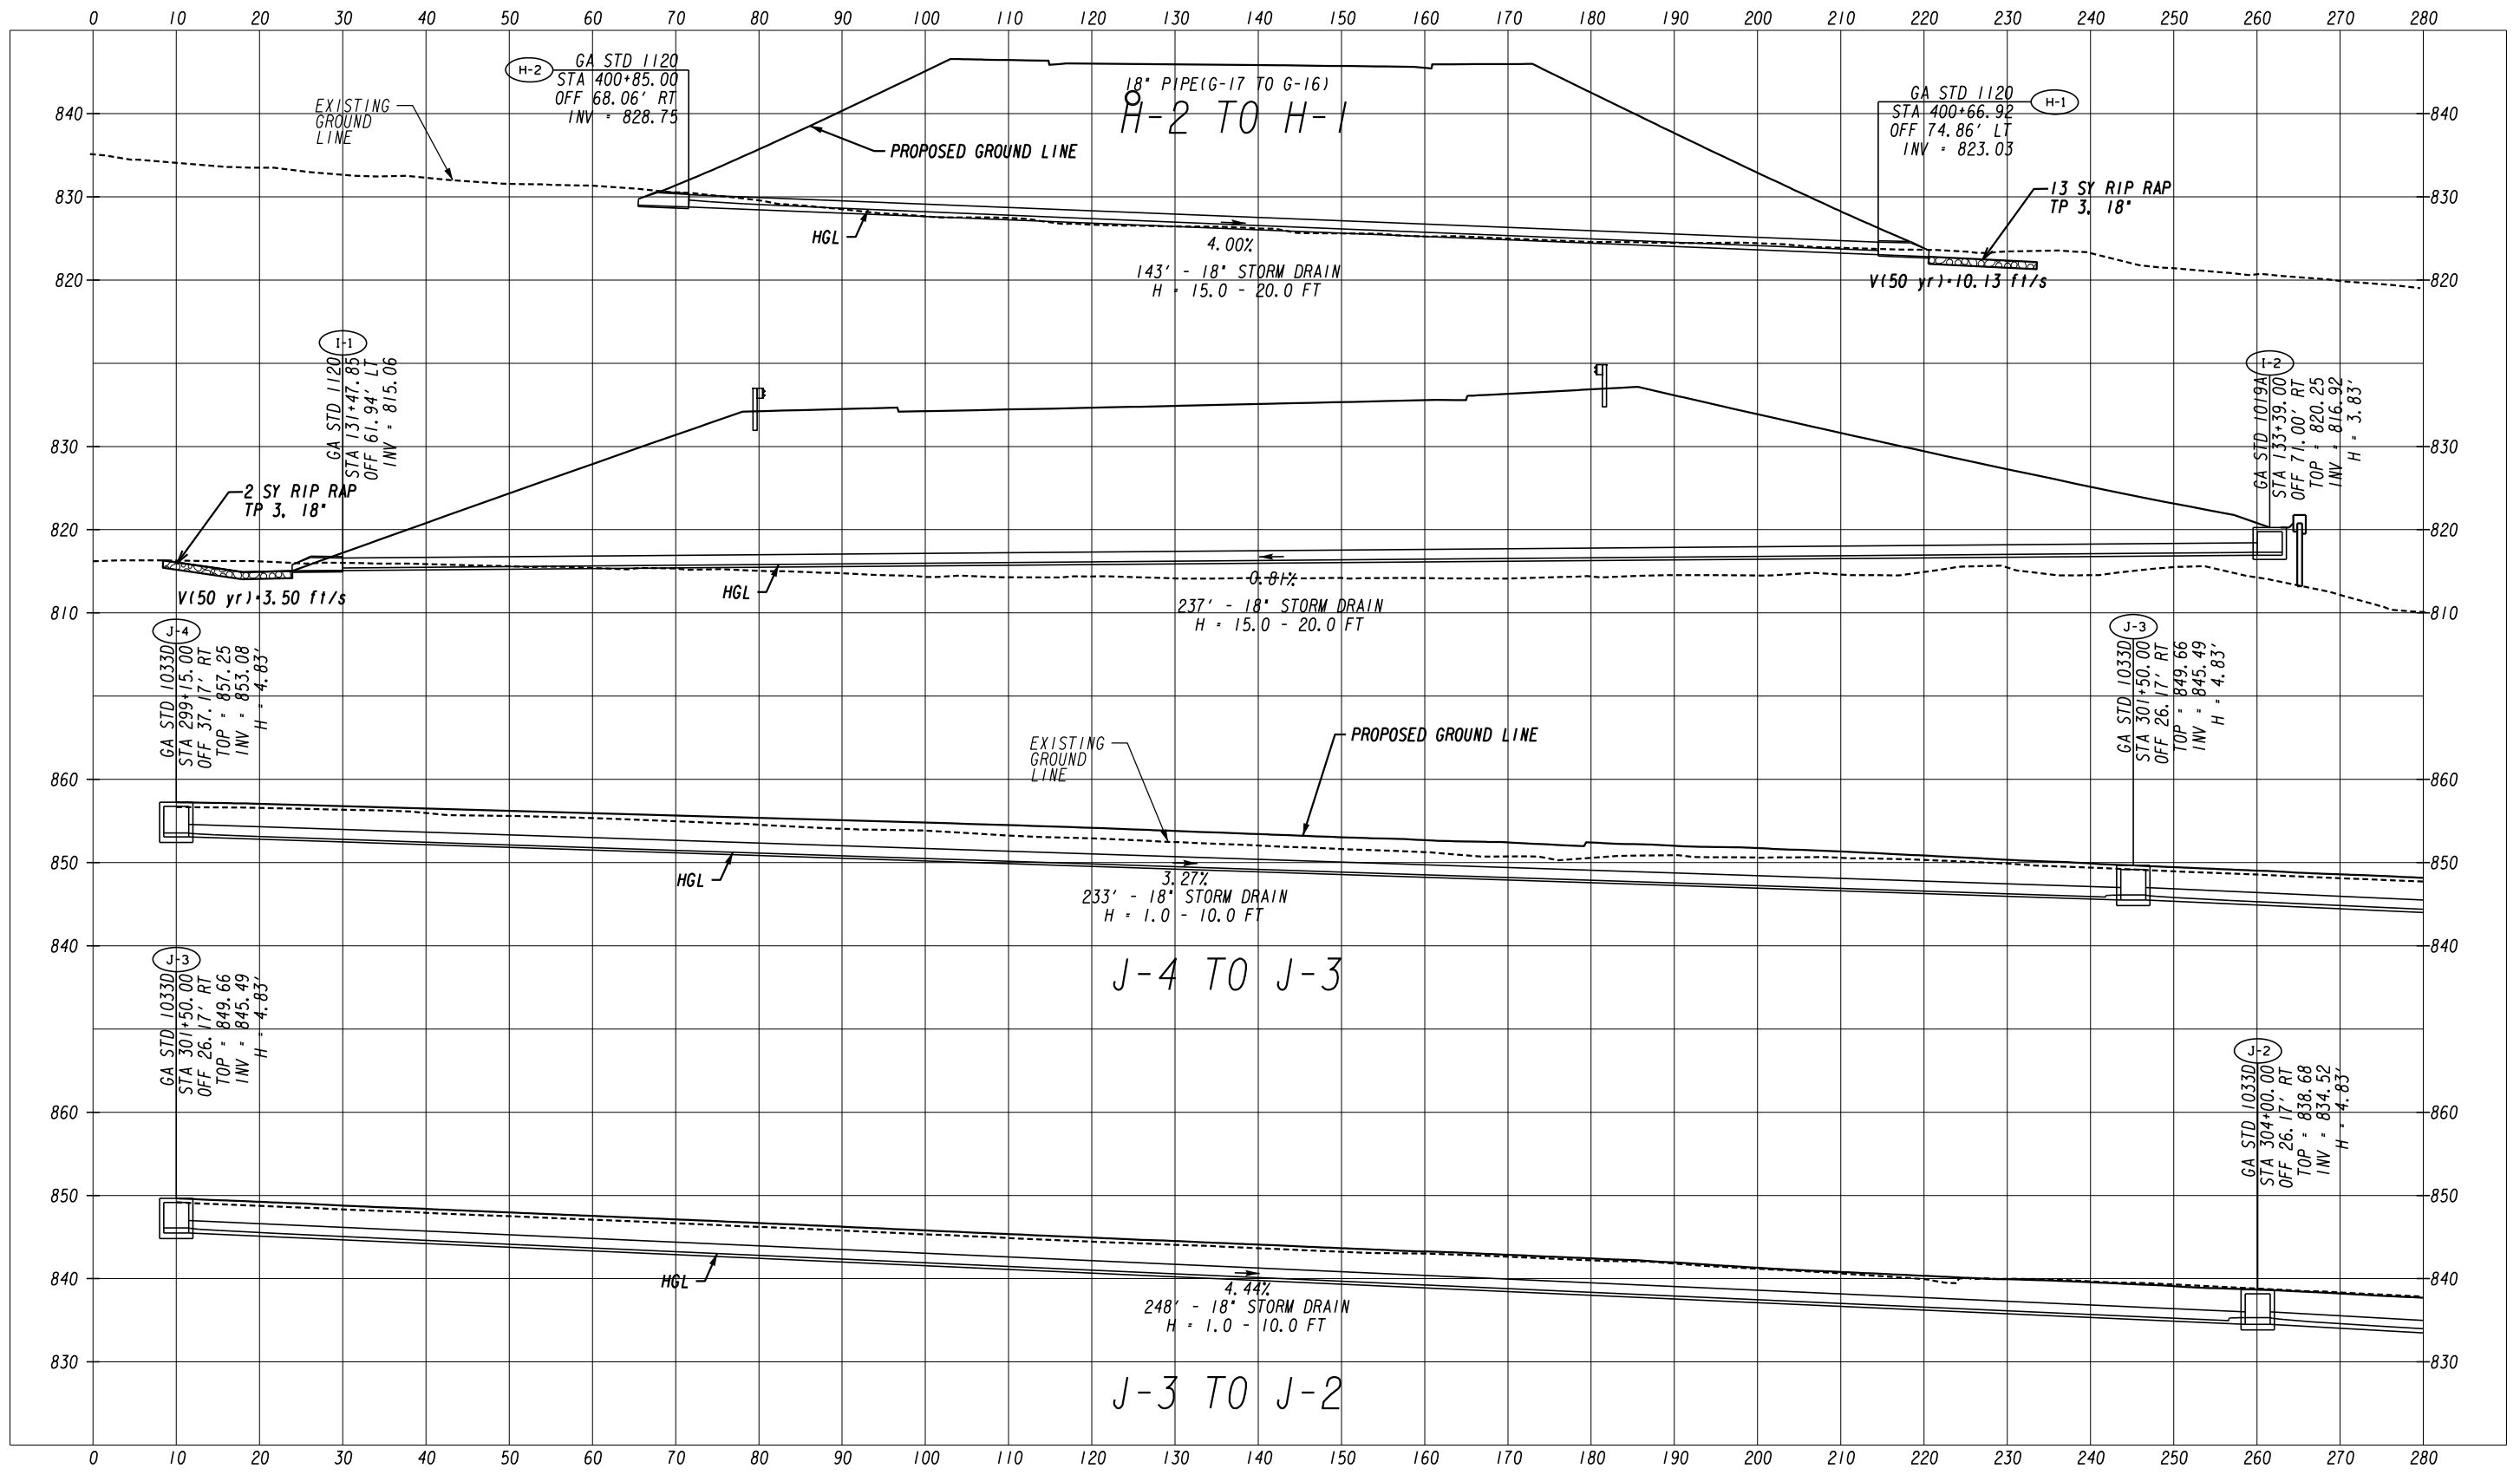 0 10 20 30 40 50 60 70 80 90 100 110 120 130 140 150 160 170 180 190 200 210 220 230 240 250 260 270 280
H-2
GA STD 1120
STA 400+85.00
OFF 68.06' RT
INV = 828.75
EXISTING
GROUND
LINE
18" PIPE(G-17 TO G-16)
H-2 TO H-1
PROPOSED GROUND LINE
GA STD 1120
STA 400+66.92
OFF 74.86' LT
INV = 823.03
H-1
840 840
830 830
820 820
13 SY RIP RAP
TP 3, 18"
HGL
4.00%
143' - 18" STORM DRAIN
H = 15.0 - 20.0 FT
V(50 yr)=10.13 ft/s
I-1
GA STD 1120
STA 131+47.85
OFF 61.94' LT
INV = 815.06
I-2
GA STD 1019A
STA 133+39.00
OFF 71.00' RT
TOP = 820.25
INV = 816.92
H = 3.83'
830 830
820 820
810 810
2 SY RIP RAP
TP 3, 18"
V(50 yr)=3.50 ft/s
HGL
0.81%
237' - 18" STORM DRAIN
H = 15.0 - 20.0 FT
J-4
GA STD 1033D
STA 299+15.00
OFF 37.17' RT
TOP = 857.25
INV = 853.08
H = 4.83'
J-3
GA STD 1033D
STA 301+50.00
OFF 26.17' RT
TOP = 849.66
INV = 845.49
H = 4.83'
EXISTING
GROUND
LINE
PROPOSED GROUND LINE
860 860
850 850
840 840
HGL
3.27%
233' - 18" STORM DRAIN
H = 1.0 - 10.0 FT
J-4 TO J-3
J-3
GA STD 1033D
STA 301+50.00
OFF 26.17' RT
TOP = 849.66
INV = 845.49
H = 4.83'
J-2
GA STD 1033D
STA 304+00.00
OFF 26.17' RT
TOP = 838.68
INV = 834.52
H = 4.83'
860 860
850 850
840 840
830 830
HGL
4.44%
248' - 18" STORM DRAIN
H = 1.0 - 10.0 FT
J-3 TO J-2
0 10 20 30 40 50 60 70 80 90 100 110 120 130 140 150 160 170 180 190 200 210 220 230 240 250 260 270 280